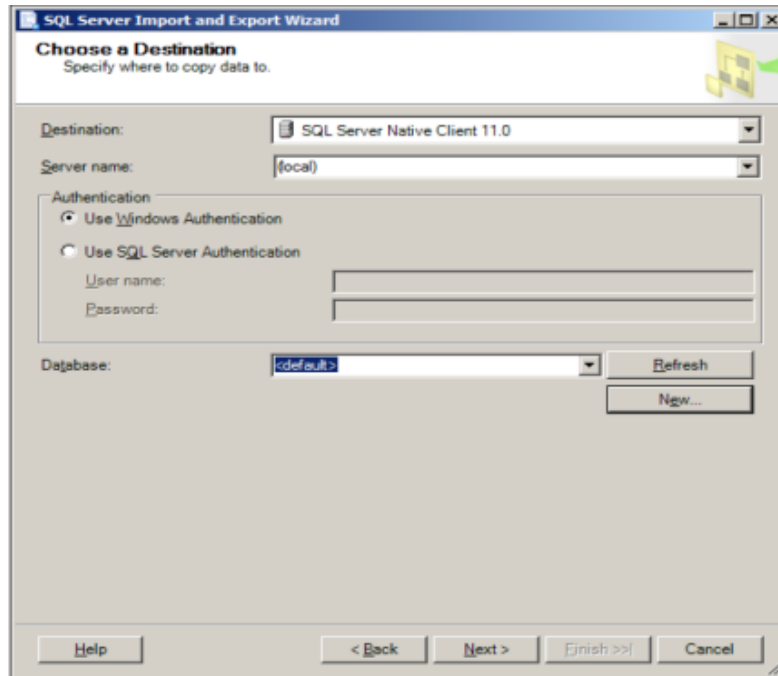 SQL Server Import and Export Wizard
Choose a Destination
Specify where to copy data to.
Destination: SQL Server Native Client 11.0
Server name: (local)
Authentication
Use Windows Authentication
Use SQL Server Authentication
User name:
Password:
Database: <default> Refresh
New...
Help < Back Next > Finish >>| Cancel